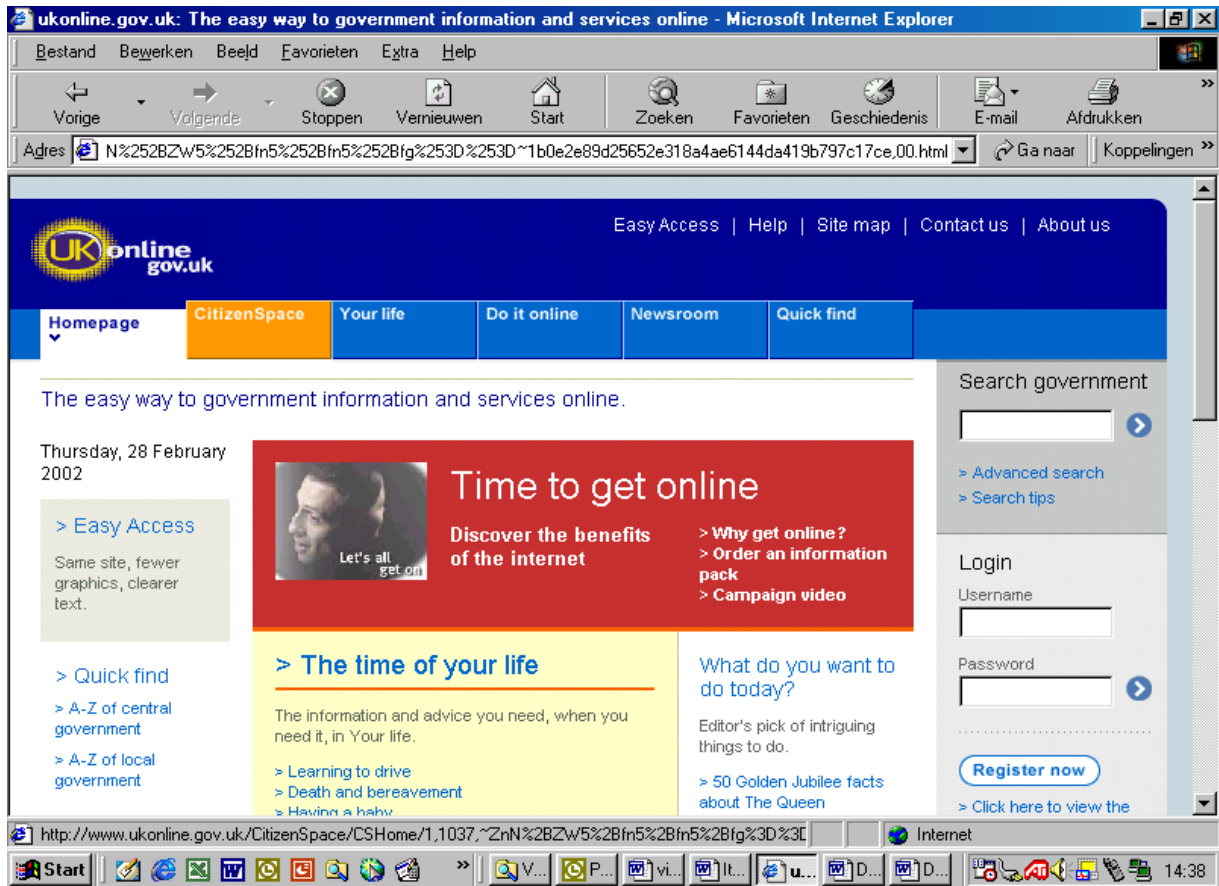 ukonline.gov.uk: The easy way to government information and services online - Microsoft Internet Explorer
Bestand Bewerken Beeld Favorieten Extra Help
Vorige Volgende Stoppen Vernieuwen Start Zoeken Favorieten Geschiedenis E-mail Afdrukken »
Adres N%252BZW5%252Bfn5%252Bfn5%252Bfg%253D%253D~1b0e2e89d25652e318a4ae6144da419b797c17ce,00.html Ga naar Koppelingen »
Easy Access | Help | Site map | Contact us | About us
UK online
gov.uk
Homepage CitizenSpace Your life Do it online Newsroom Quick find
The easy way to government information and services online.
Thursday, 28 February
2002
> Easy Access
Same site, fewer
graphics, clearer
text.
> Quick find
> A-Z of central
government
> A-Z of local
government
Let's all
get on
Time to get online
Discover the benefits
of the internet
> Why get online?
> Order an information
pack
> Campaign video
> The time of your life
The information and advice you need, when you
need it, in Your life.
> Learning to drive
> Death and bereavement
> Having a baby
What do you want to
do today?
Editor's pick of intriguing
things to do.
> 50 Golden Jubilee facts
about The Queen
Search government
> Advanced search
> Search tips
Login
Username
Password
Register now
> Click here to view the
http://www.ukonline.gov.uk/CitizenSpace/CSHome/1,1037,~ZnN%2BZW5%2Bfn5%2Bfn5%2Bfg%3D%3D Internet
Start » V... P... vi... It... u... D... D... 14:38